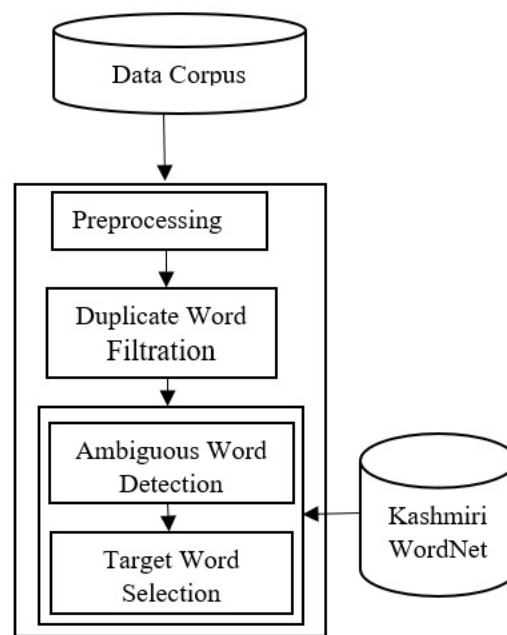 Data Corpus
Preprocessing
Duplicate Word
Filtration
Ambiguous Word
Detection
Target Word
Selection
Kashmiri
WordNet